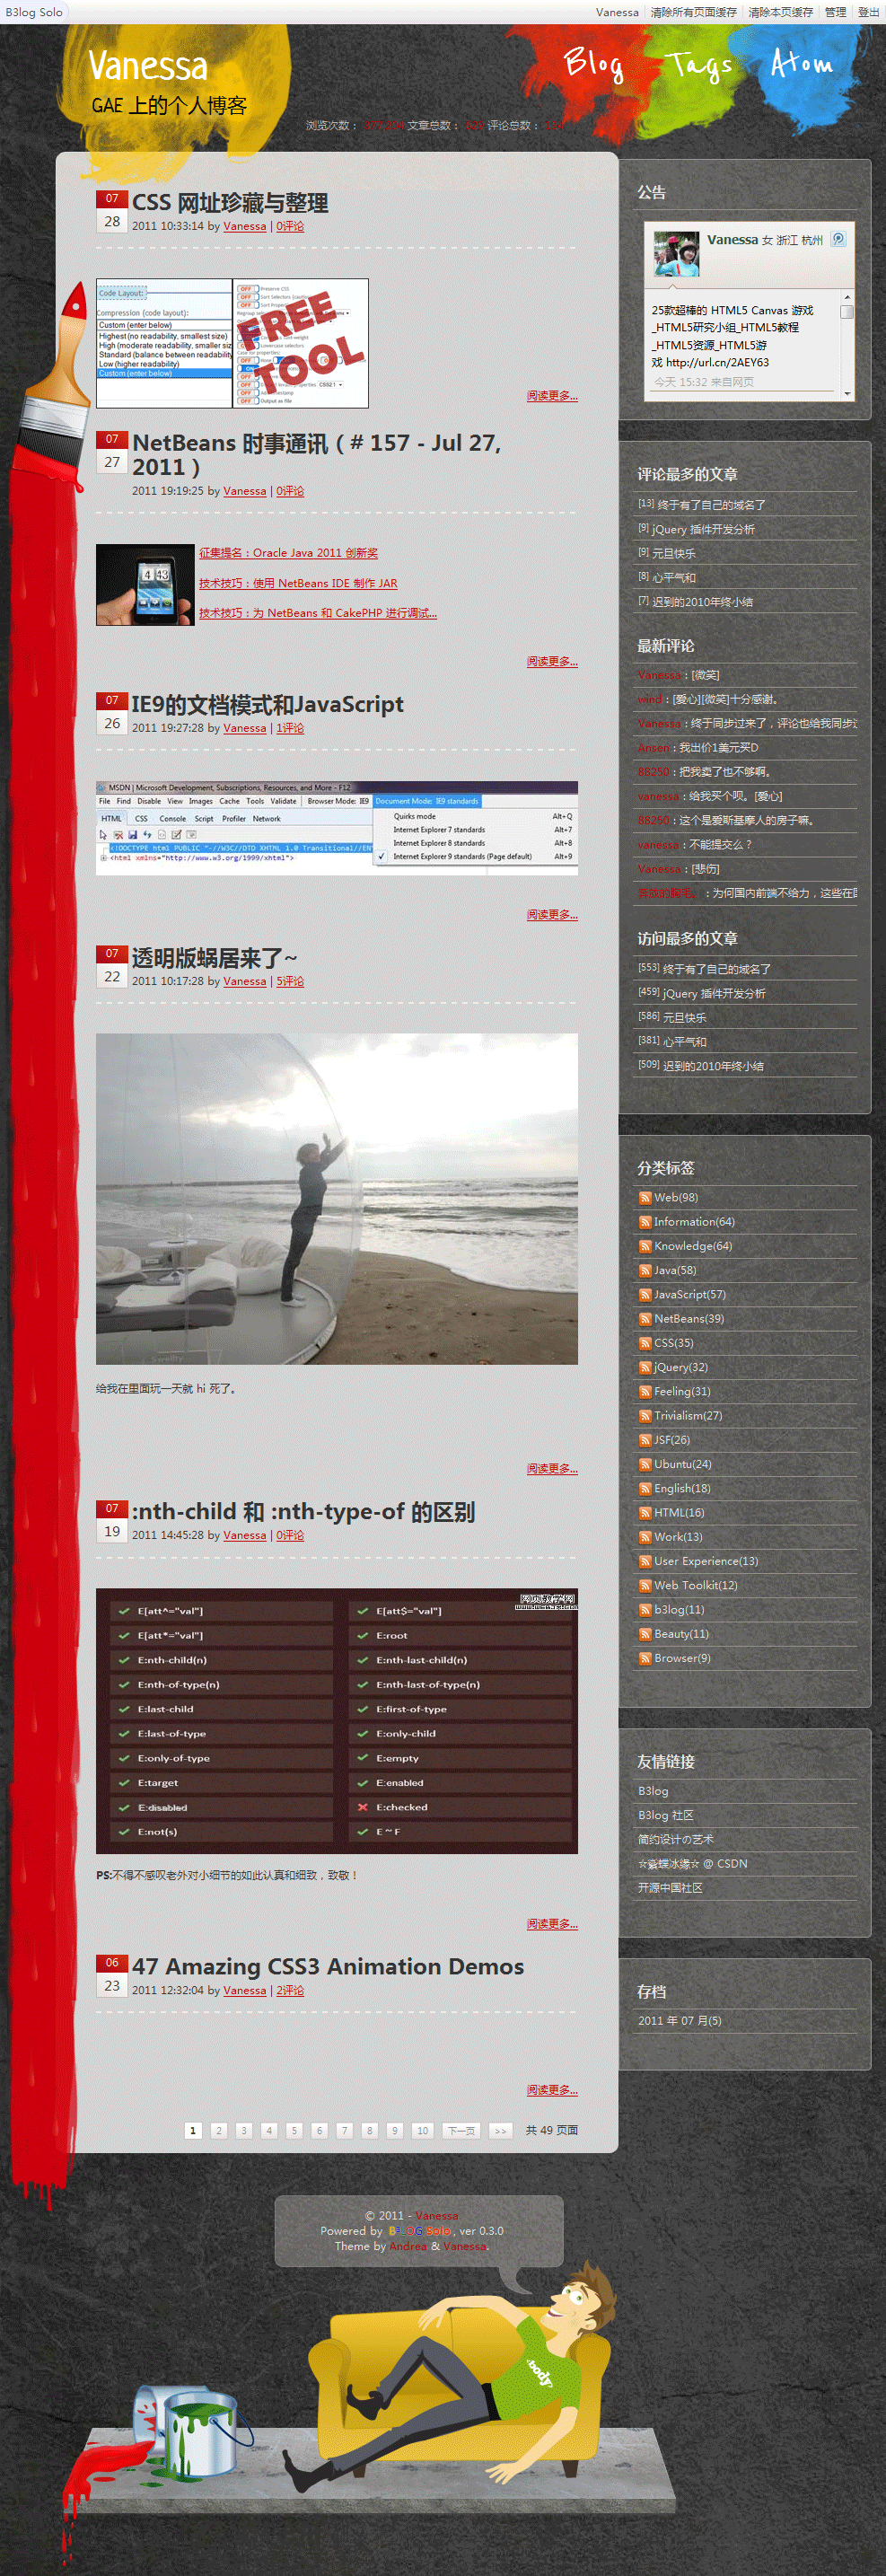 B3log Solo
Vanessa 清除所有页面缓存 清除本页缓存 管理 登出
Vanessa
GAE 上的个人博客
Blog Tags Atom
浏览次数： 文章总数： 评论总数：
07
28
CSS 网址珍藏与整理
2011 10:33:14 by Vanessa | 0评论
Code Layout:
Compression (code layout):
Custom (enter below)
Highest (no readability, smallest size)
High (moderate readability, smaller size
Standard (balance between readability
Low (higher readability)
Custom (enter below)
FREE TOOL
阅读更多...
07
27
NetBeans 时事通讯（# 157 - Jul 27,
2011）
2011 19:19:25 by Vanessa | 0评论
征集提名：Oracle Java 2011 创新奖
技术技巧：使用 NetBeans IDE 制作 JAR
技术技巧：为 NetBeans 和 CakePHP 进行调试...
阅读更多...
07
26
IE9的文档模式和JavaScript
2011 19:27:28 by Vanessa | 1评论
MSDN | Microsoft Development, Subscriptions, Resources, and More - F12
File Find Disable View Images Cache Tools Validate Browser Mode: IE9 Document Mode: IE9 standards
HTML CSS Console Script Profiler Network
Quirks mode Alt+Q
Internet Explorer 7 standards Alt+7
Internet Explorer 8 standards Alt+8
Internet Explorer 9 standards (Page default) Alt+9
<!DOCTYPE html PUBLIC "-//W3C//DTD XHTML 1.0 Transitional//EN
<html xmlns="http://www.w3.org/1999/xhtml">
阅读更多...
07
22
透明版蜗居来了~
2011 10:17:28 by Vanessa | 5评论
给我在里面玩一天就 hi 死了。
阅读更多...
07
19
:nth-child 和 :nth-type-of 的区别
2011 14:45:28 by Vanessa | 0评论
网页教学网
E[att^="val"] E[att$="val"]
E[att*="val"] E:root
E:nth-child(n) E:nth-last-child(n)
E:nth-of-type(n) E:nth-last-of-type(n)
E:last-child E:first-of-type
E:last-of-type E:only-child
E:only-of-type E:empty
E:target E:enabled
E:disabled E:checked
E:not(s) E ~ F
PS:不得不感叹老外对小细节的如此认真和细致，致敬！
阅读更多...
06
23
47 Amazing CSS3 Animation Demos
2011 12:32:04 by Vanessa | 2评论
阅读更多...
1 2 3 4 5 6 7 8 9 10 下一页 >> 共 49 页面
公告
Vanessa 女 浙江 杭州
25款超棒的 HTML5 Canvas 游戏
_HTML5研究小组_HTML5教程
_HTML5资源_HTML5游
戏 http://url.cn/2AEY63
今天 15:32 来自网页
评论最多的文章
[13] 终于有了自己的域名了
[9] jQuery 插件开发分析
[9] 元旦快乐
[8] 心平气和
[7] 迟到的2010年终小结
最新评论
Vanessa：[微笑]
wind：[爱心][微笑]十分感谢。
Vanessa：终于同步过来了，评论也给我同步过
Ansen：我出价1美元买D
88250：把我卖了也不够啊。
vanessa：给我买个呗。[爱心]
88250：这个是爱斯基摩人的房子嘛。
vanessa：不能提交么？
Vanessa：[悲伤]
：为何国内前端不给力，这些在国
访问最多的文章
[553] 终于有了自己的域名了
[459] jQuery 插件开发分析
[586] 元旦快乐
[381] 心平气和
[509] 迟到的2010年终小结
分类标签
Web(98)
Information(64)
Knowledge(64)
Java(58)
JavaScript(57)
NetBeans(39)
CSS(35)
jQuery(32)
Feeling(31)
Trivialism(27)
JSF(26)
Ubuntu(24)
English(18)
HTML(16)
Work(13)
User Experience(13)
Web Toolkit(12)
b3log(11)
Beauty(11)
Browser(9)
友情链接
B3log
B3log 社区
简约设计の艺术
☆蓥蝶冰缘☆ @ CSDN
开源中国社区
存档
2011 年 07 月(5)
© 2011 - Vanessa
Powered by B3LOG Solo, ver 0.3.0
Theme by Andrea & Vanessa.
.body